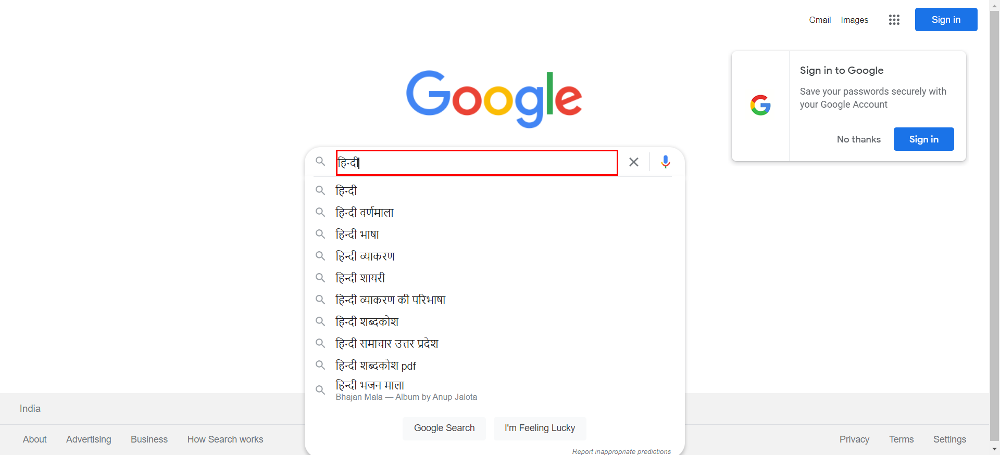 Gmail Images Sign in
Google
Sign in to Google
Save your passwords securely with
your Google Account
No thanks Sign in
हिन्दी
हिन्दी
हिन्दी वर्णमाला
हिन्दी भाषा
हिन्दी व्याकरण
हिन्दी शायरी
हिन्दी व्याकरण की परिभाषा
हिन्दी शब्दकोश
हिन्दी समाचार उत्तर प्रदेश
हिन्दी शब्दकोश pdf
हिन्दी भजन माला
Bhajan Mala — Album by Anup Jalota
Google Search I'm Feeling Lucky
Report inappropriate predictions
India
About Advertising Business How Search works Privacy Terms Settings